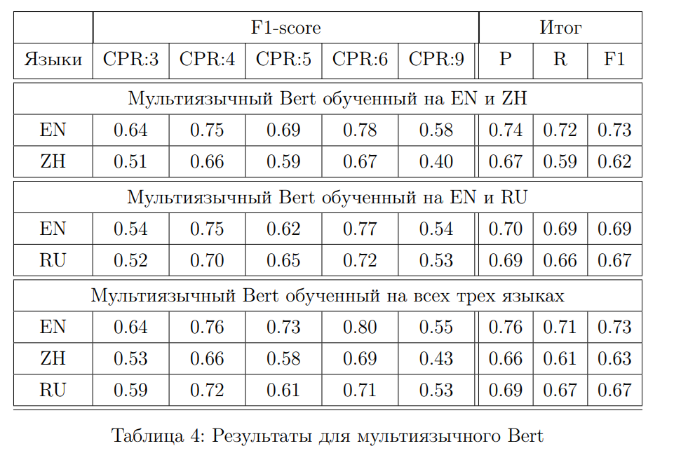 F1-score Итог
Языки CPR:3 CPR:4 CPR:5 CPR:6 CPR:9 P R F1
Мультиязычный Bert обученный на EN и ZH
EN 0.64 0.75 0.69 0.78 0.58 0.74 0.72 0.73
ZH 0.51 0.66 0.59 0.67 0.40 0.67 0.59 0.62
Мультиязычный Bert обученный на EN и RU
EN 0.54 0.75 0.62 0.77 0.54 0.70 0.69 0.69
RU 0.52 0.70 0.65 0.72 0.53 0.69 0.66 0.67
Мультиязычный Bert обученный на всех трех языках
EN 0.64 0.76 0.73 0.80 0.55 0.76 0.71 0.73
ZH 0.53 0.66 0.58 0.69 0.43 0.66 0.61 0.63
RU 0.59 0.72 0.61 0.71 0.53 0.69 0.67 0.67
Таблица 4: Результаты для мультиязычного Bert